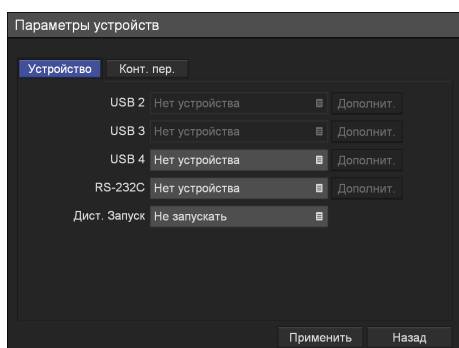 Параметры устройств
Устройство Конт. пер.
USB 2 Нет устройства Дополнит.
USB 3 Нет устройства Дополнит.
USB 4 Нет устройства Дополнит.
RS-232C Нет устройства Дополнит.
Дист. Запуск Не запускать
Применить Назад